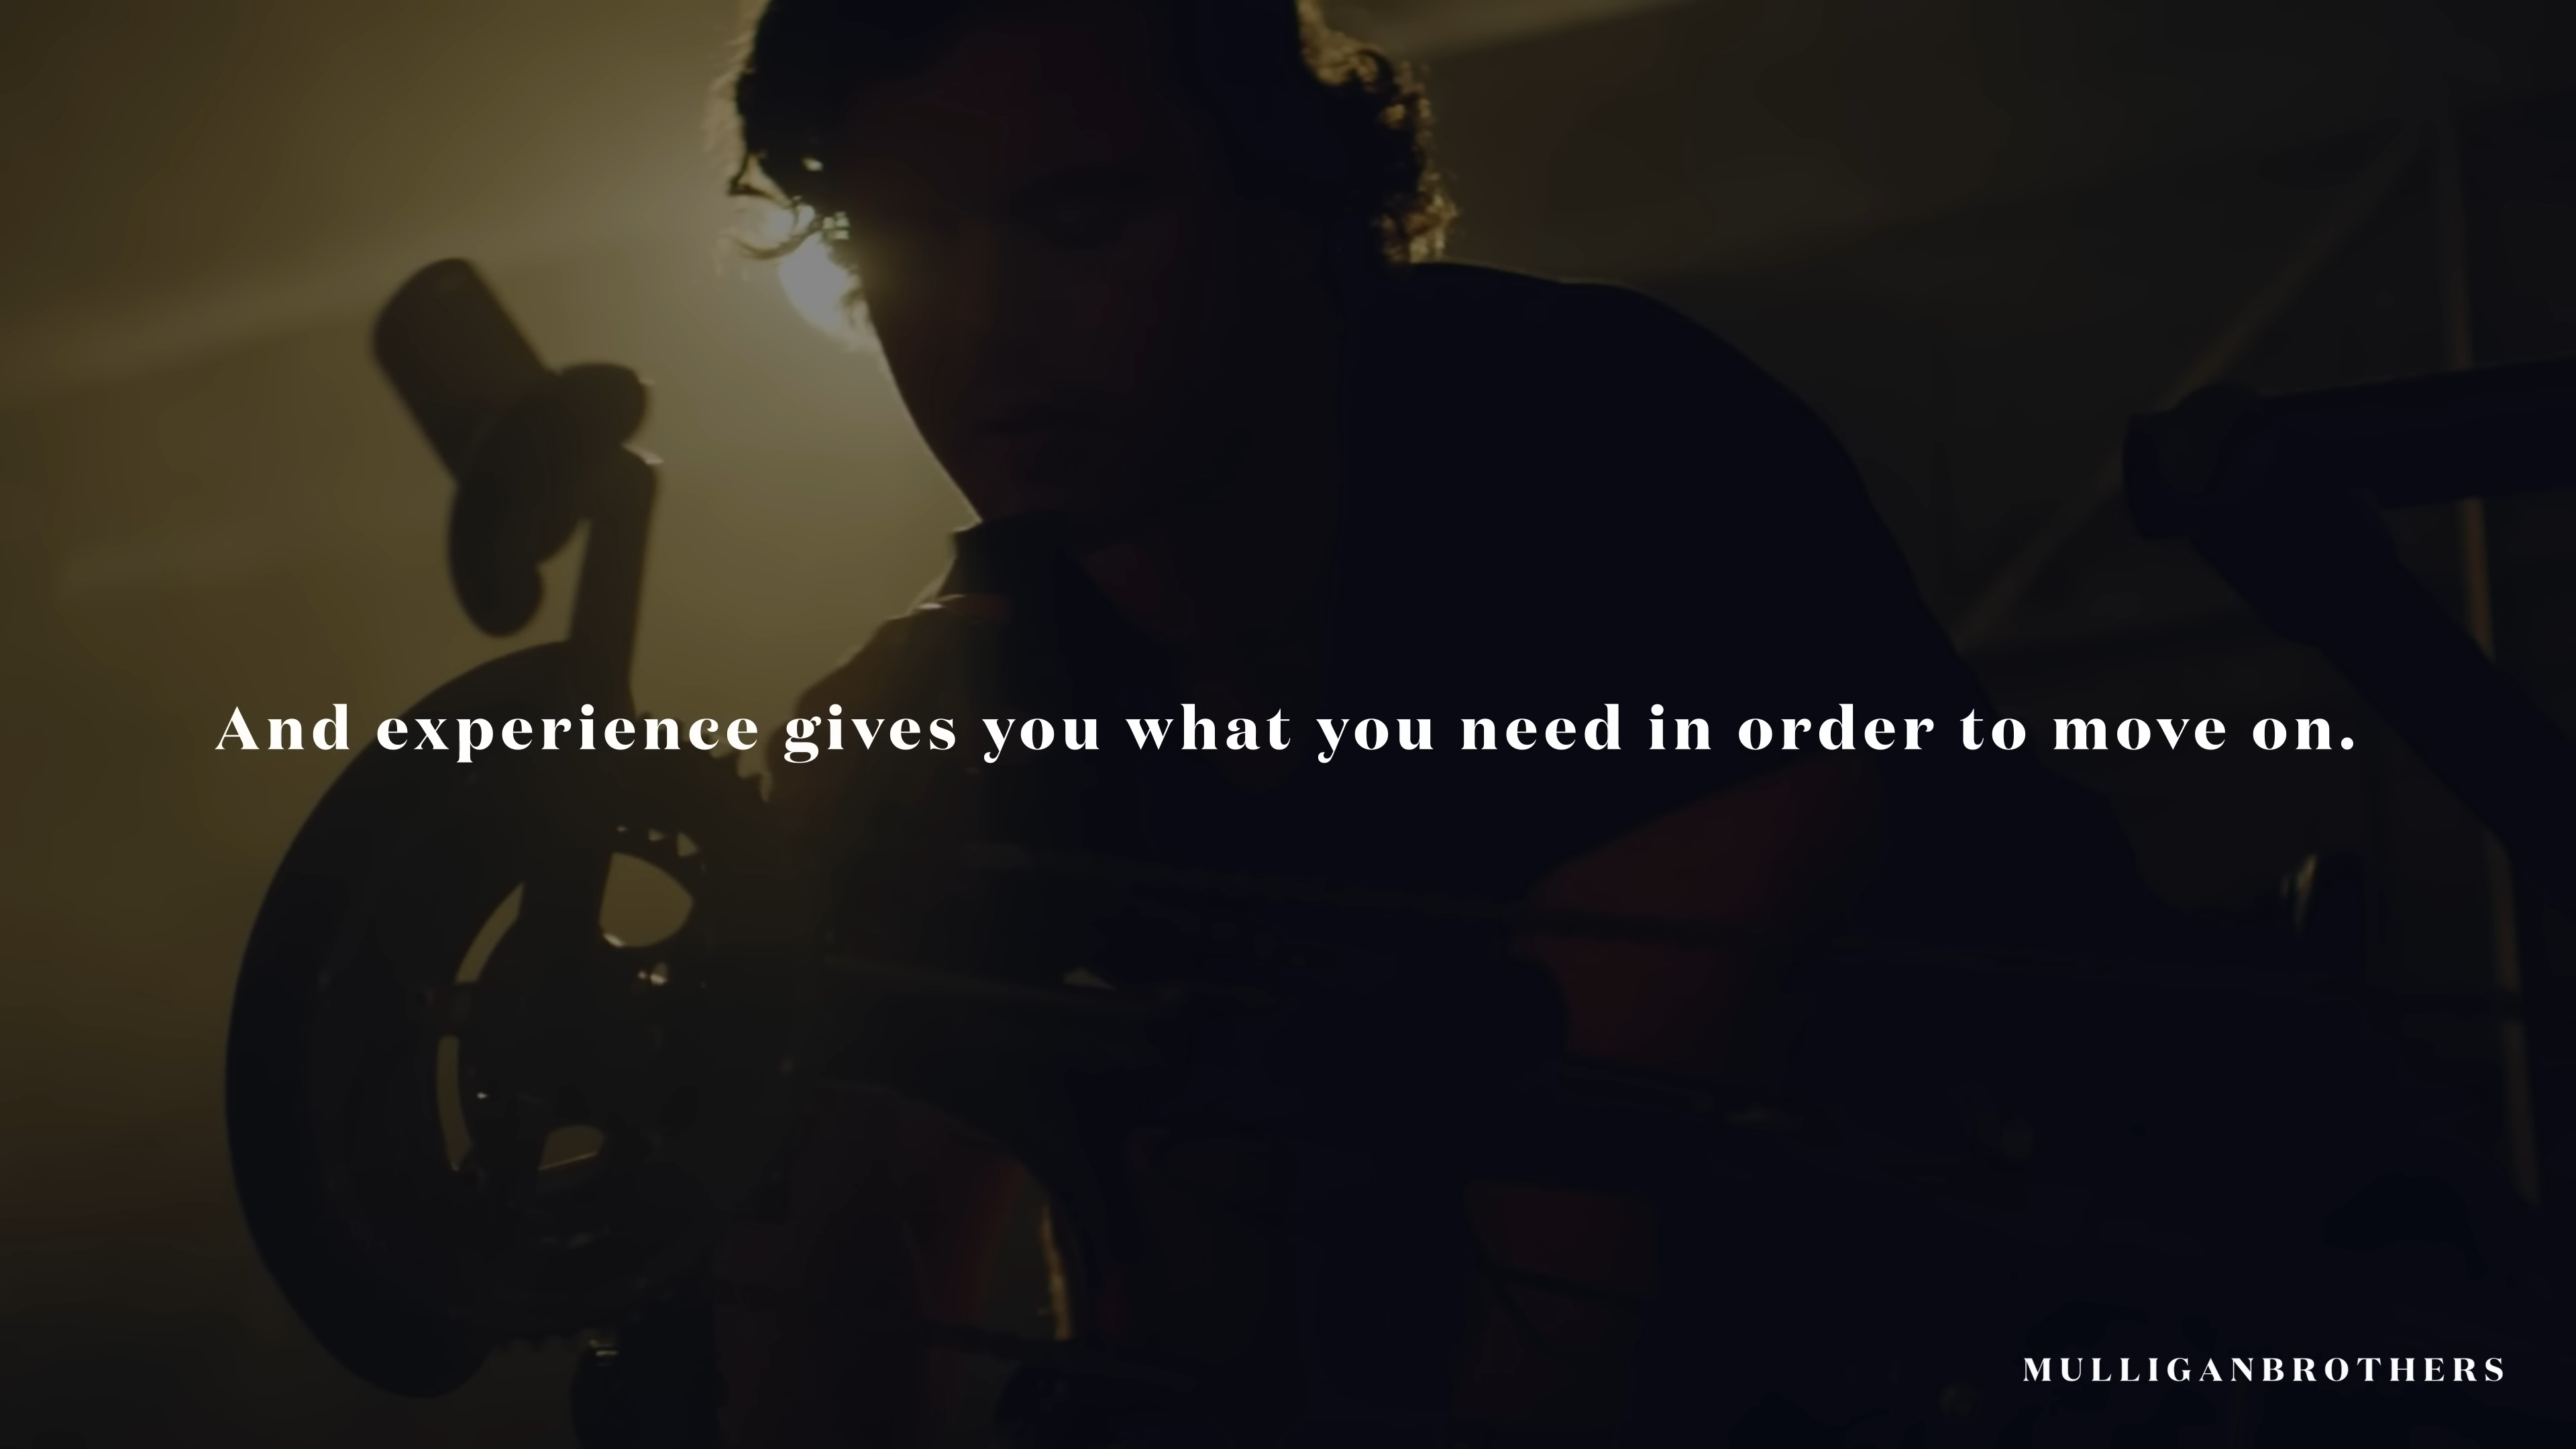 And experience gives you what you need in order to move on.
MULLIGANBROTHERS